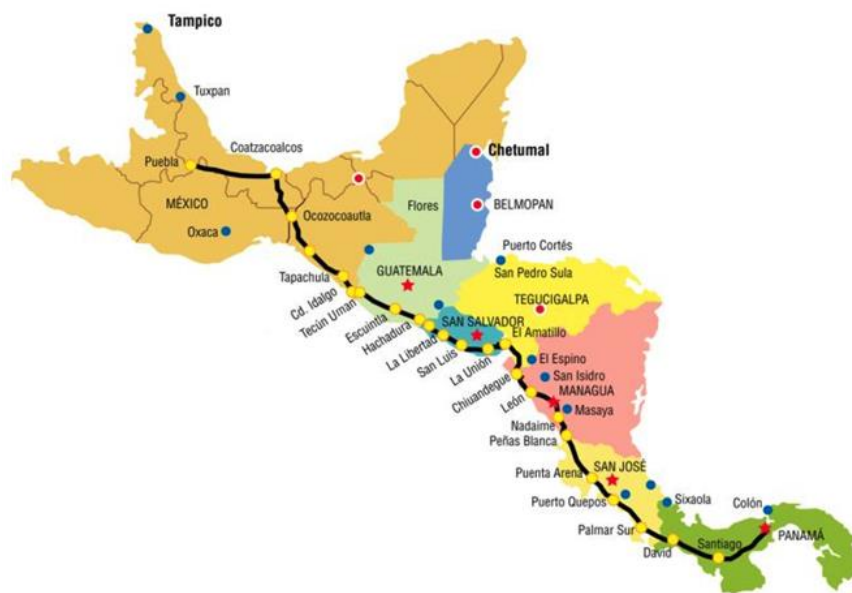 Tampico
Tuxpan
Coatzacoalcos
Puebla
Chetumal
MÉXICO
Flores
BELMOPAN
Ocozocoautla
Oxaca
Puerto Cortés
San Pedro Sula
GUATEMALA
Tapachula
Cd. Idalgo
TEGUCIGALPA
Tecún Uman
Escuintla
Hachadura
SAN SALVADOR
La Libertad
El Amatillo
San Luis
La Unión
El Espino
San Isidro
Chiuandegue
MANAGUA
León
Masaya
Nadaime
Peñas Blanca
Puenta Arena
SAN JOSÉ
Puerto Quepos
Sixaola
Colón
Palmar Sur
PANAMÁ
David
Santiago